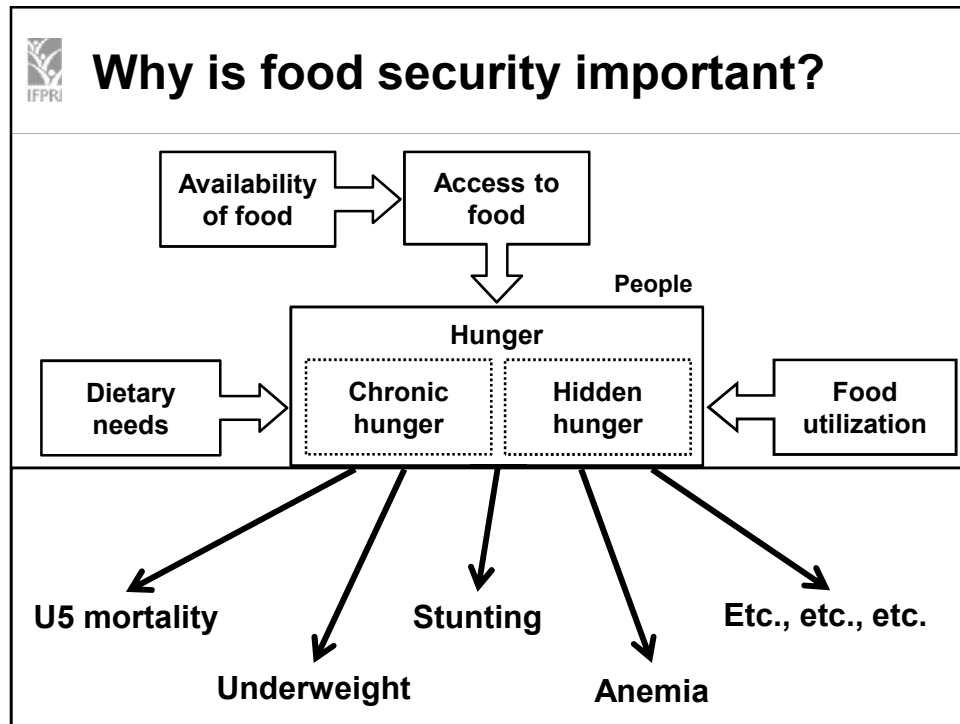 IFPRI
Why is food security important?
Availability
of food
Access to
food
People
Hunger
Dietary
needs
Chronic
hunger
Hidden
hunger
Food
utilization
U5 mortality
Stunting
Etc., etc., etc.
Underweight
Anemia